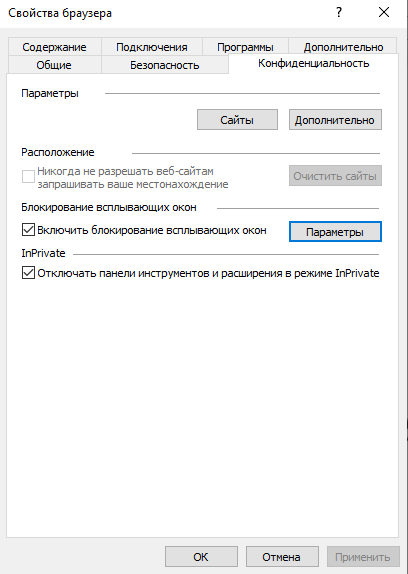 Свойства браузера
?
Содержание Подключения Программы Дополнительно
Общие Безопасность Конфиденциальность
Параметры
Сайты Дополнительно
Расположение
Никогда не разрешать веб-сайтам
запрашивать ваше местонахождение
Очистить сайты
Блокирование всплывающих окон
Включить блокирование всплывающих окон Параметры
InPrivate
Отключать панели инструментов и расширения в режиме InPrivate
ОК Отмена Применить